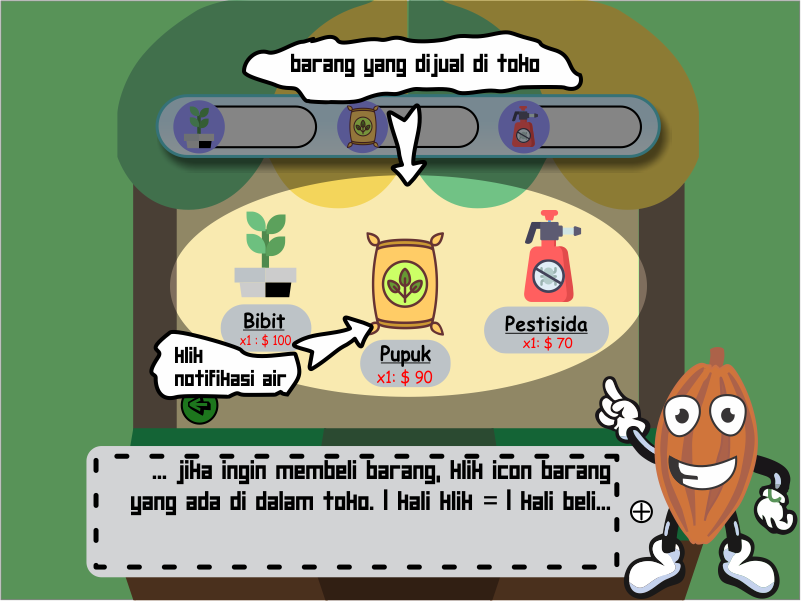 barang yang dijual di toko
Bibit
x1 : $ 100
Pupuk
x1: $ 90
Pestisida
x1: $ 70
klik
notifikasi air
... jika ingin membeli barang, klik icon barang
yang ada di dalam toko. 1 kali klik = 1 kali beli...